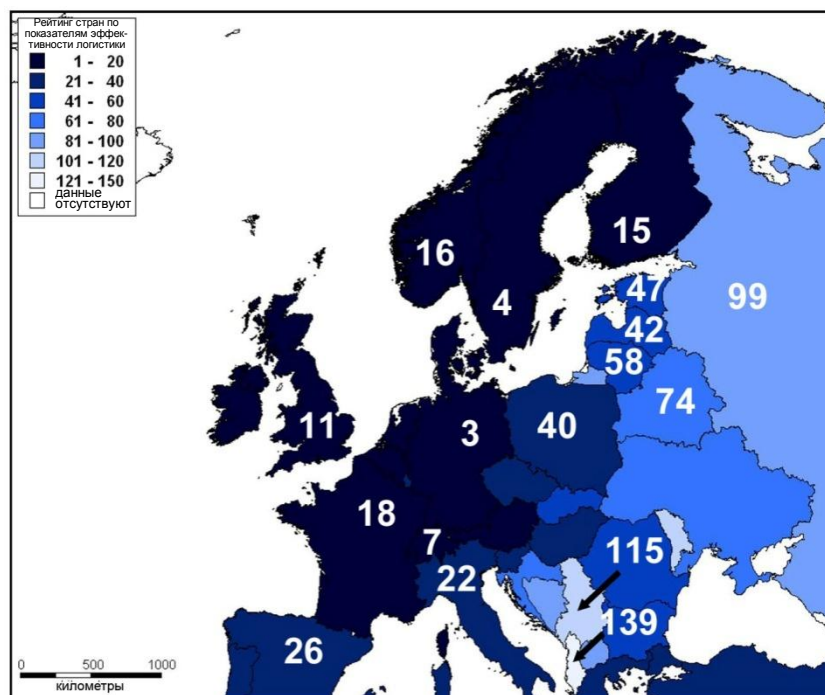 Рейтинг стран по
показателям эффек-
тивности логистики
1 - 20
21 - 40
41 - 60
61 - 80
81 - 100
101 - 120
121 - 150
данные
отсутствуют
16
15
4
47
99
42
58
11
3
40
74
18
7
22
115
139
26
0 500 1000
километры